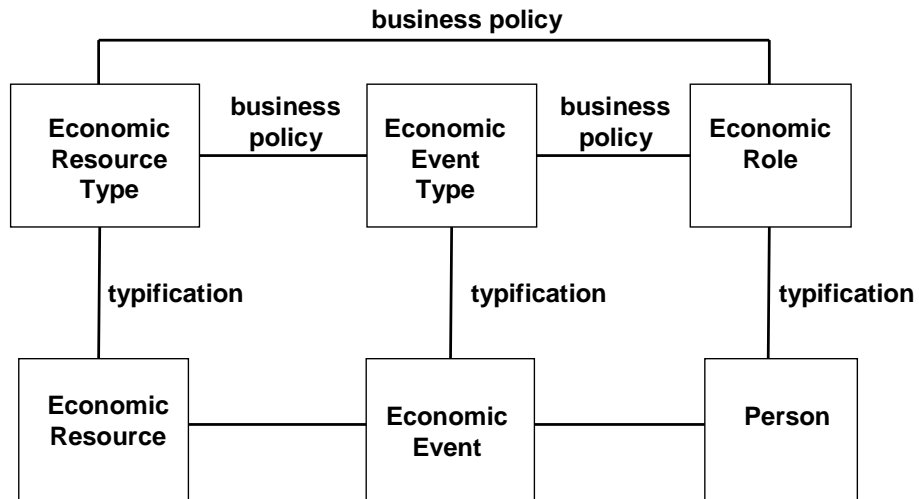 business policy
Economic
Resource
Type
business
policy
Economic
Event
Type
business
policy
Economic
Role
typification
typification
typification
Economic
Resource
Economic
Event
Person